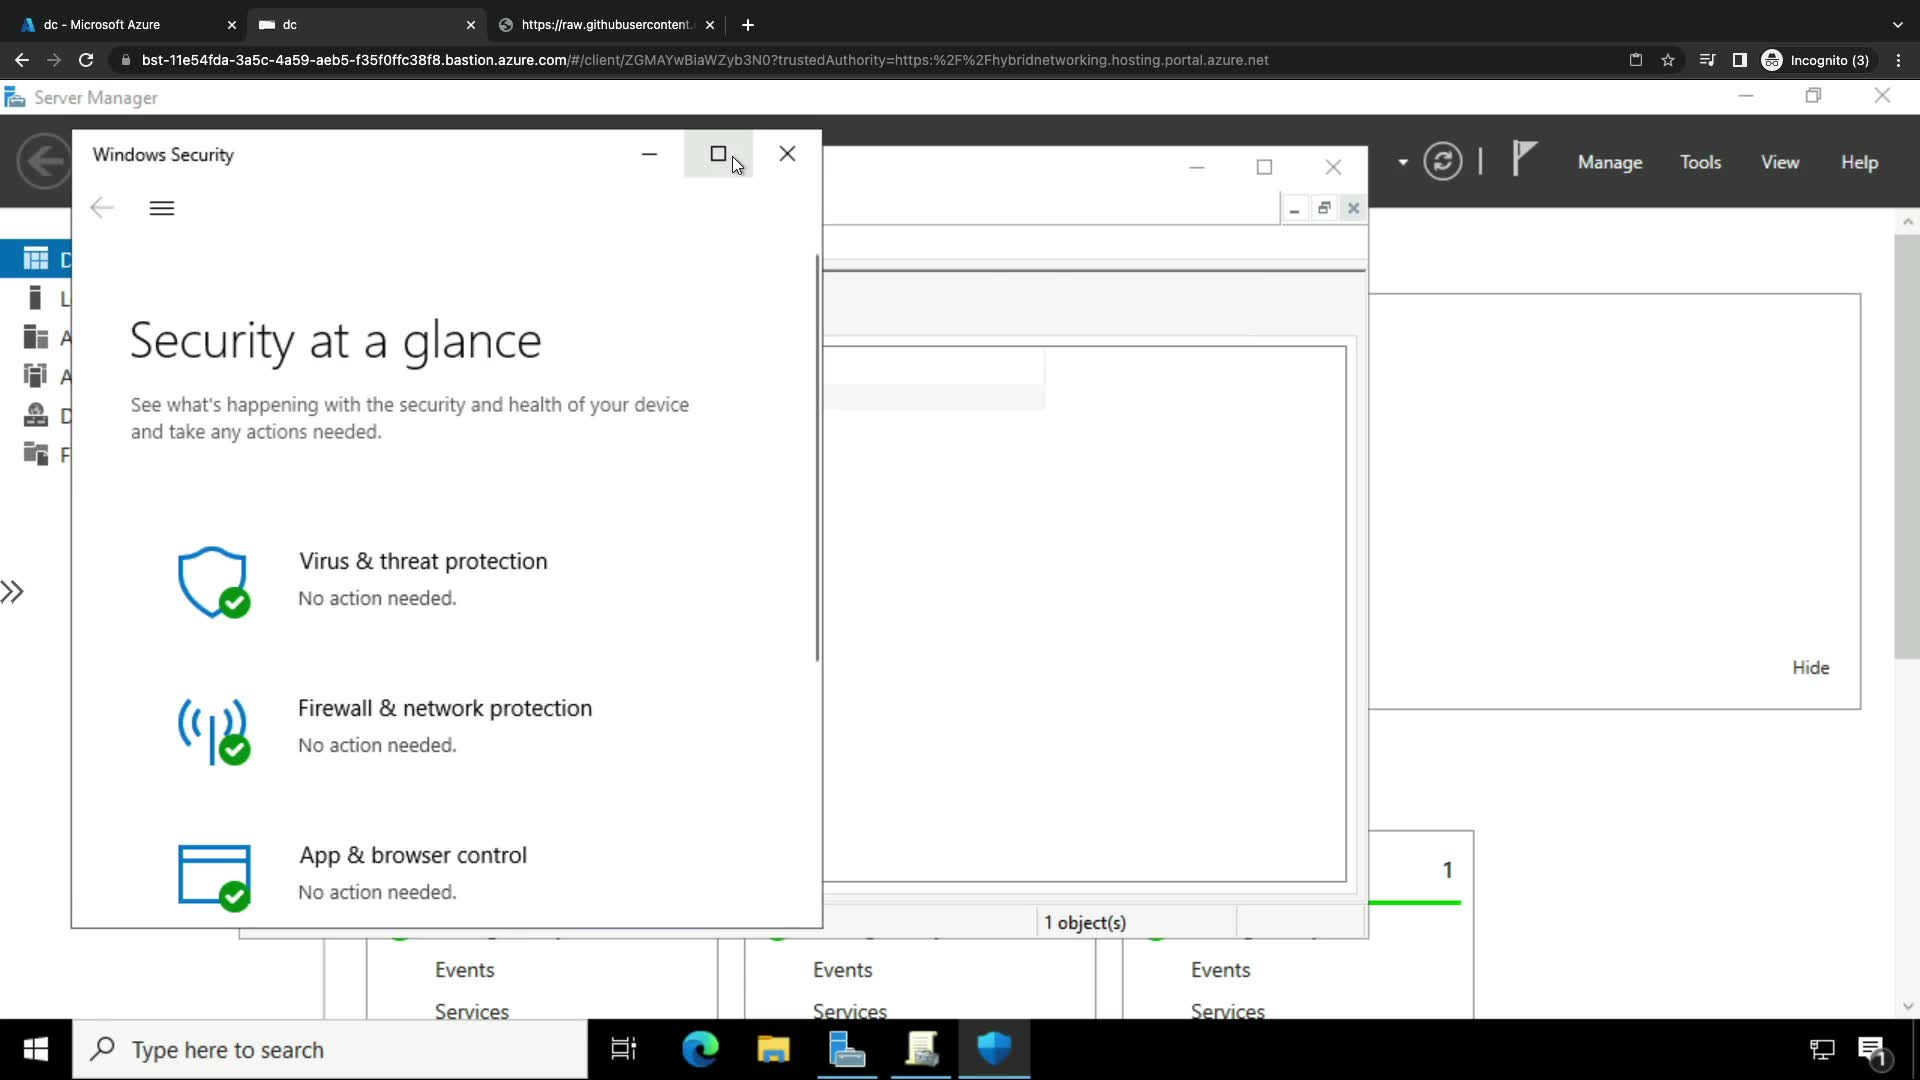 dc - Microsoft Azure
dc
https://raw.githubusercontent.
bst-11e54fda-3a5c-4a59-aeb5-f35f0ffc38f8.bastion.azure.com/#/client/ZGMAYwBiaWZyb3N0?trustedAuthority=https:%2F%2Fhybridnetworking.hosting.portal.azure.net
Incognito (3)
Server Manager
Windows Security
Manage
Tools
View
Help
D
L
A
A
D
F
Security at a glance
See what's happening with the security and health of your device
and take any actions needed.
Virus & threat protection
No action needed.
Firewall & network protection
No action needed.
App & browser control
No action needed.
Hide
1
1 object(s)
Events
Events
Events
Services
Services
Services
Type here to search
1